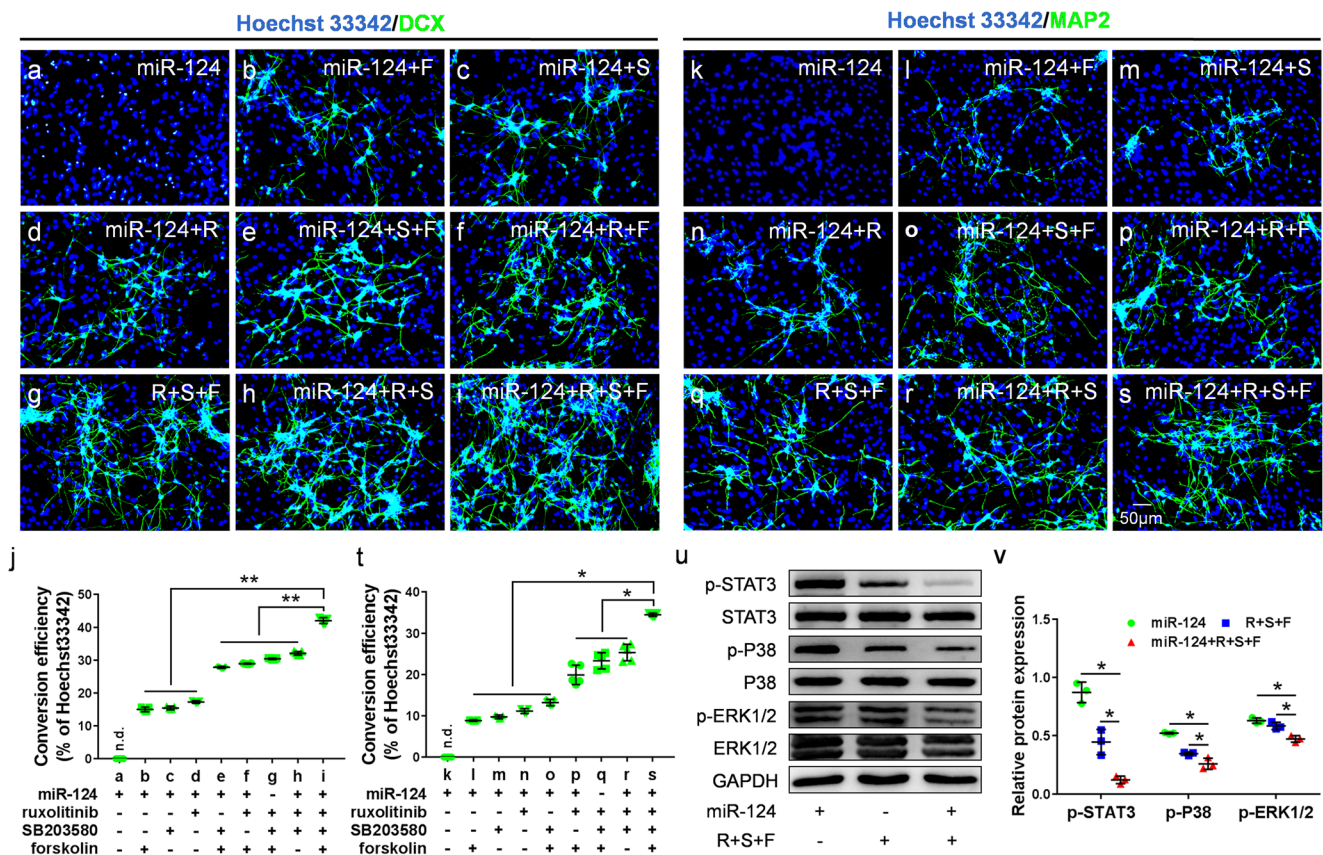 Hoechst 33342/DCX
Hoechst 33342/MAP2
a miR-124
b miR-124+F
c miR-124+S
k miR-124
l miR-124+F
m miR-124+S
d miR-124+R
e miR-124+S+F
f miR-124+R+F
n miR-124+R
o miR-124+S+F
p miR-124+R+F
g R+S+F
h miR-124+R+S
i miR-124+R+S+F
q R+S+F
r miR-124+R+S
s miR-124+R+S+F
50μm
j
Conversion efficiency
(% of Hoechst33342)
50
40
30
20
10
0
n.d.
**
**
a b c d e f g h i
miR-124 + + + + + + - + +
ruxolitinib - - - + - + + + +
SB203580 - - + - + - + + +
forskolin - + - - + + + - +
t
Conversion efficiency
(% of Hoechst33342)
50
40
30
20
10
0
n.d.
*
*
k l m n o p q r s
miR-124 + + + + + + - + +
ruxolitinib - - - + - + + + +
SB203580 - - + - + - + + +
forskolin - + - - + + + - +
u
p-STAT3
STAT3
p-P38
P38
p-ERK1/2
ERK1/2
GAPDH
miR-124 + - +
R+S+F - + +
v
Relative protein expression
1.5
1.0
0.5
0.0
miR-124 R+S+F
miR-124+R+S+F
*
*
*
*
*
*
p-STAT3 p-P38 p-ERK1/2